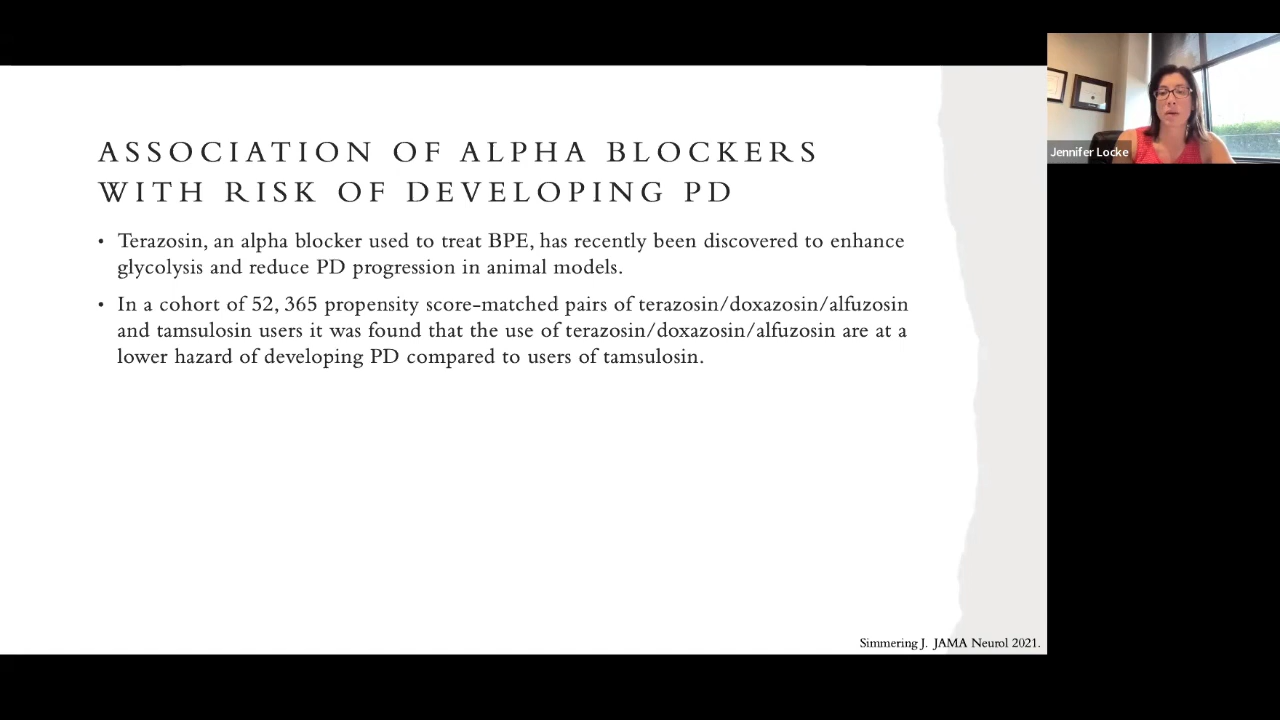 ASSOCIATION OF ALPHA BLOCKERS
WITH RISK OF DEVELOPING PD
• Terazosin, an alpha blocker used to treat BPE, has recently been discovered to enhance
glycolysis and reduce PD progression in animal models.
• In a cohort of 52, 365 propensity score-matched pairs of terazosin/doxazosin/alfuzosin
and tamsulosin users it was found that the use of terazosin/doxazosin/alfuzosin are at a
lower hazard of developing PD compared to users of tamsulosin.
Simmering J. JAMA Neurol 2021.
Jennifer Locke